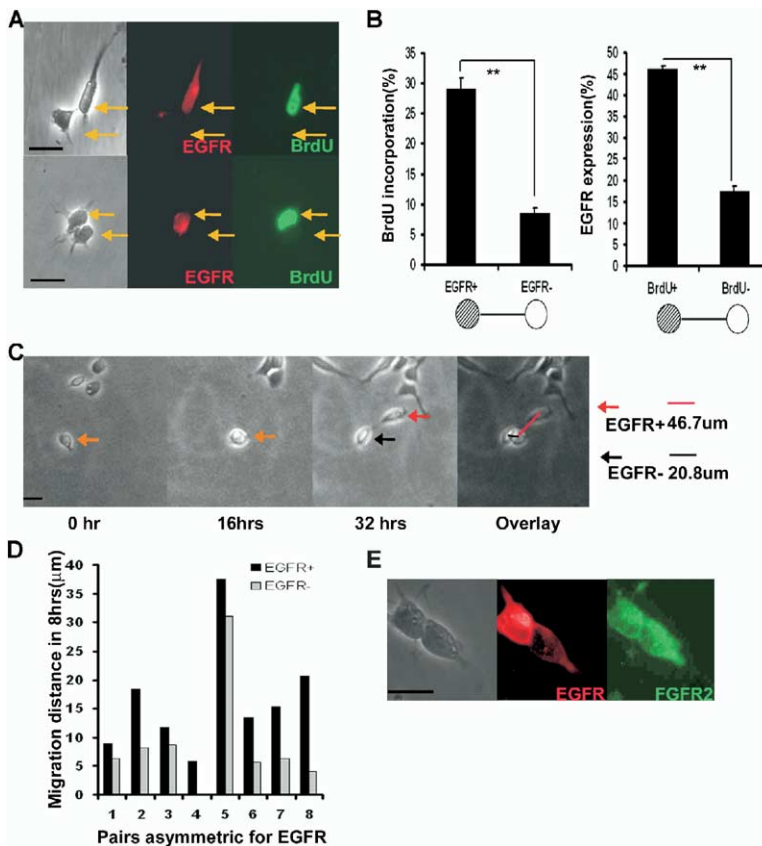 A
EGFR
BrdU
EGFR
BrdU
B
BrdU incorporation(%)
35
30
25
20
15
10
5
0
**
EGFR+
EGFR-
EGFR expression(%)
50
45
40
35
30
25
20
15
10
5
0
**
BrdU+
BrdU-
C
0 hr
16hrs
32 hrs
Overlay
EGFR+ 46.7um
EGFR- 20.8um
D
Migration distance in 8hrs(μm)
40
35
30
25
20
15
10
5
0
EGFR+
EGFR-
1 2 3 4 5 6 7 8
Pairs asymmetric for EGFR
E
EGFR
FGFR2